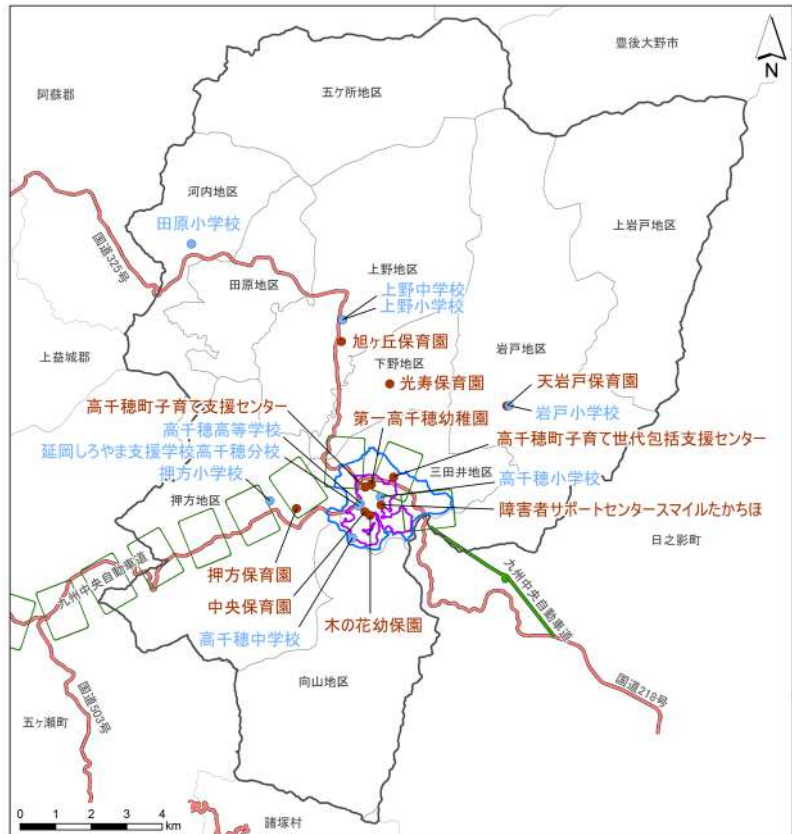 豊後大野市
N
五ケ所地区
阿蘇郡
河内地区
田原小学校
上岩戸地区
国道325号
田原地区
上野地区
上野中学校
上野小学校
旭ヶ丘保育園
岩戸地区
上益城郡
下野地区
光寿保育園
天岩戸保育園
岩戸小学校
高千穂町子育て支援センター
第一高千穂幼稚園
高千穂高等学校
高千穂町子育て世代包括支援センター
延岡しろやま支援学校高千穂分校
三田井地区
高千穂小学校
押方小学校
押方地区
障害者サポートセンタースマイルたかちほ
日之影町
九州中央自動車道
押方保育園
九州中央自動車道
中央保育園
木の花幼保園
高千穂中学校
向山地区
国道218号
国道503号
五ヶ瀬町
0 1 2 3 4
km
諸塚村